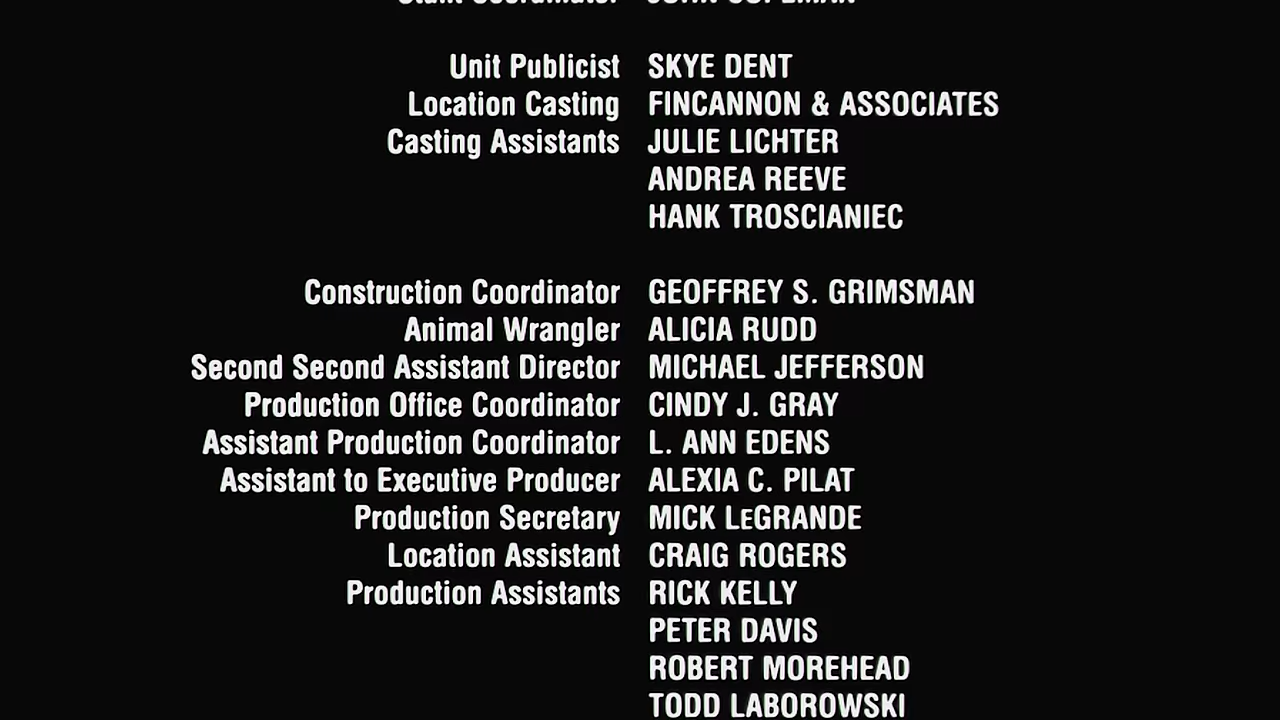 Unit Publicist SKYE DENT
Location Casting FINCANNON & ASSOCIATES
Casting Assistants JULIE LICHTER
ANDREA REEVE
HANK TROSCIANIEC
Construction Coordinator GEOFFREY S. GRIMSMAN
Animal Wrangler ALICIA RUDD
Second Second Assistant Director MICHAEL JEFFERSON
Production Office Coordinator CINDY J. GRAY
Assistant Production Coordinator L. ANN EDENS
Assistant to Executive Producer ALEXIA C. PILAT
Production Secretary MICK LeGRANDE
Location Assistant CRAIG ROGERS
Production Assistants RICK KELLY
PETER DAVIS
ROBERT MOREHEAD
TODD LABOROWSKI